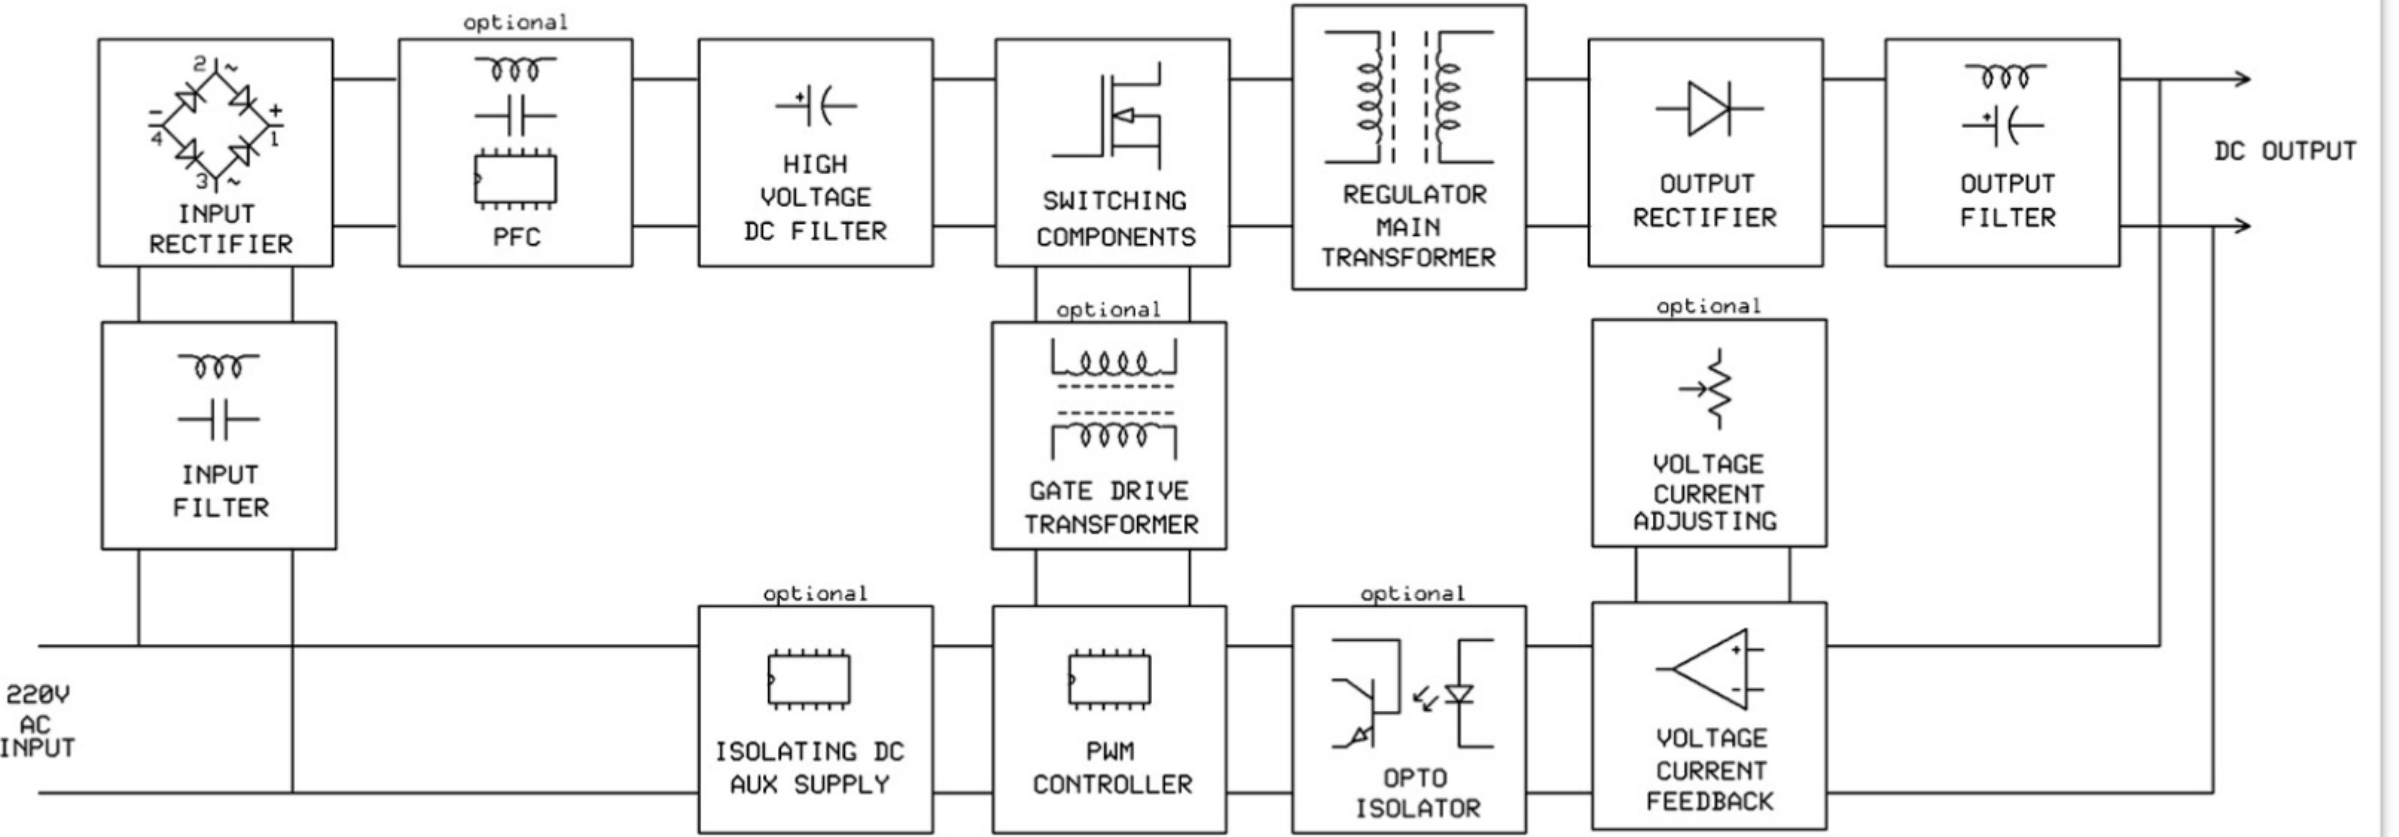 optional
2 ~
- +
4 1
3 ~
INPUT
RECTIFIER
PFC
+
HIGH
VOLTAGE
DC FILTER
SWITCHING
COMPONENTS
REGULATOR
MAIN
TRANSFORMER
OUTPUT
RECTIFIER
+
OUTPUT
FILTER
DC OUTPUT
INPUT
FILTER
optional
GATE DRIVE
TRANSFORMER
optional
VOLTAGE
CURRENT
ADJUSTING
220V
AC
INPUT
optional
ISOLATING DC
AUX SUPPLY
PWM
CONTROLLER
optional
OPTO
ISOLATOR
+
-
VOLTAGE
CURRENT
FEEDBACK